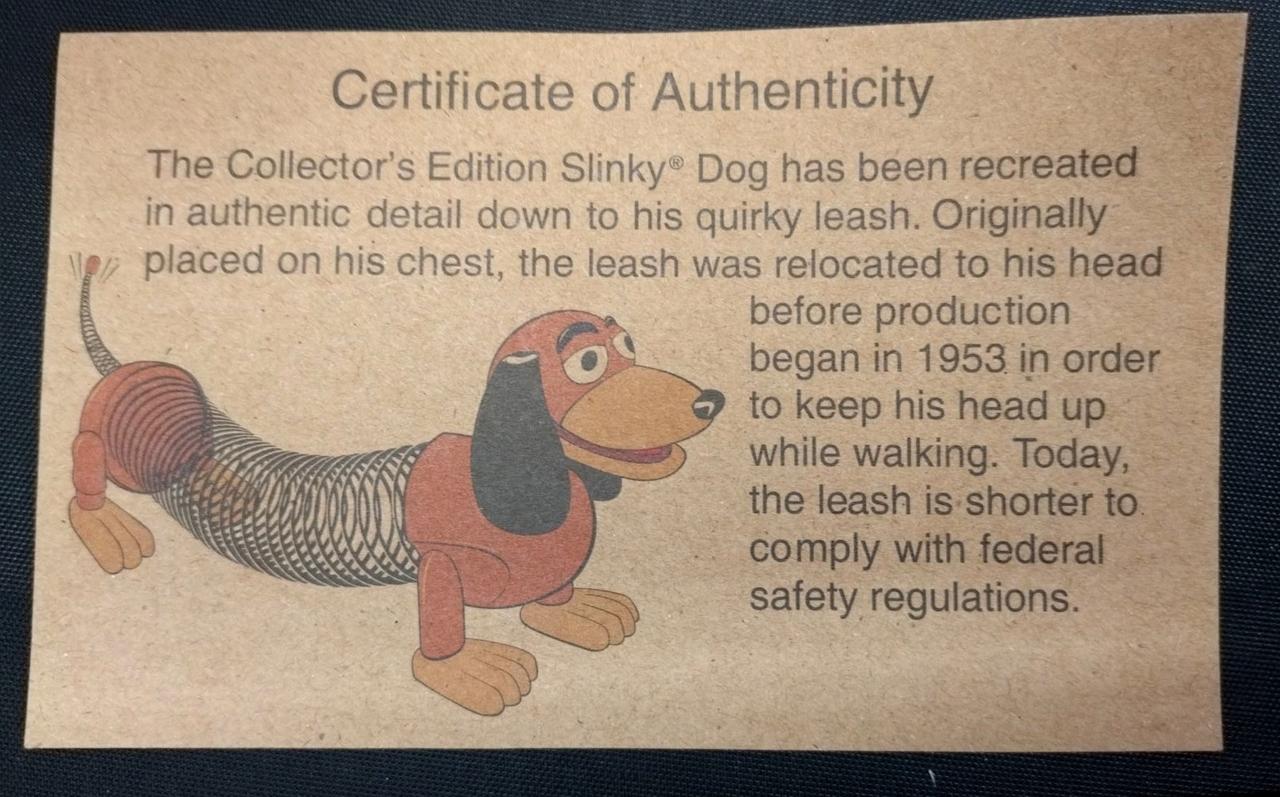 Certificate of Authenticity
The Collector's Edition Slinky® Dog has been recreated
in authentic detail down to his quirky leash. Originally
placed on his chest, the leash was relocated to his head
before production
began in 1953 in order
to keep his head up
while walking. Today,
the leash is shorter to
comply with federal
safety regulations.